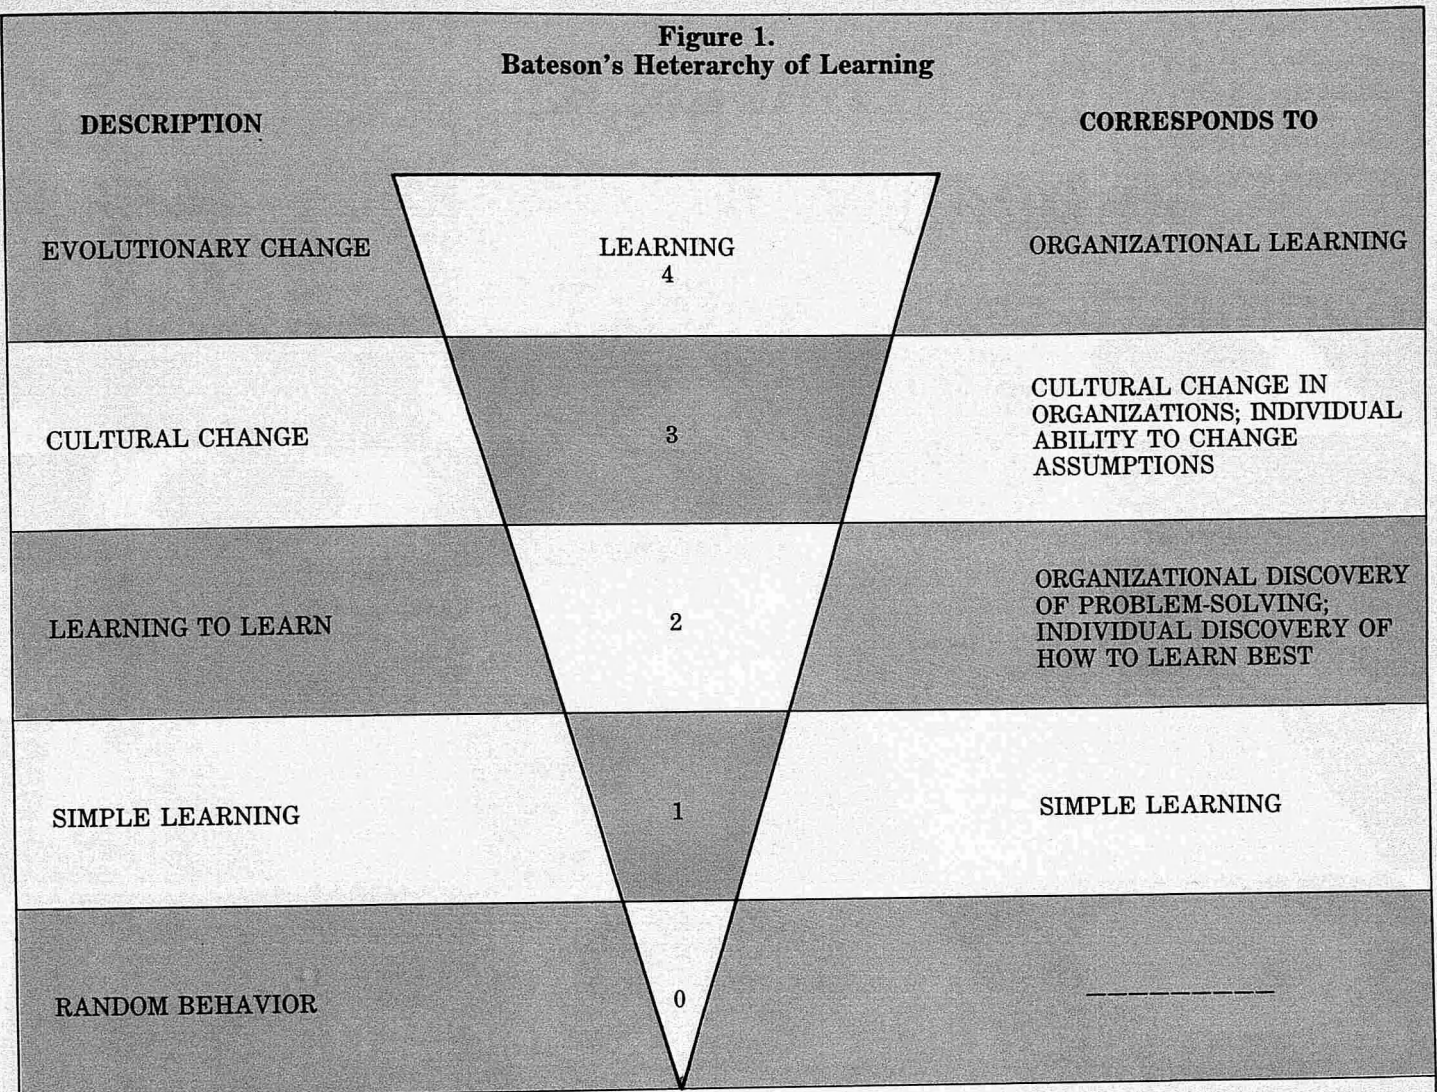 Figure 1.
Bateson's Heterarchy of Learning
DESCRIPTION
CORRESPONDS TO
EVOLUTIONARY CHANGE
LEARNING
4
ORGANIZATIONAL LEARNING
CULTURAL CHANGE
3
CULTURAL CHANGE IN
ORGANIZATIONS; INDIVIDUAL
ABILITY TO CHANGE
ASSUMPTIONS
LEARNING TO LEARN
2
ORGANIZATIONAL DISCOVERY
OF PROBLEM-SOLVING;
INDIVIDUAL DISCOVERY OF
HOW TO LEARN BEST
SIMPLE LEARNING
1
SIMPLE LEARNING
RANDOM BEHAVIOR
0
—————————